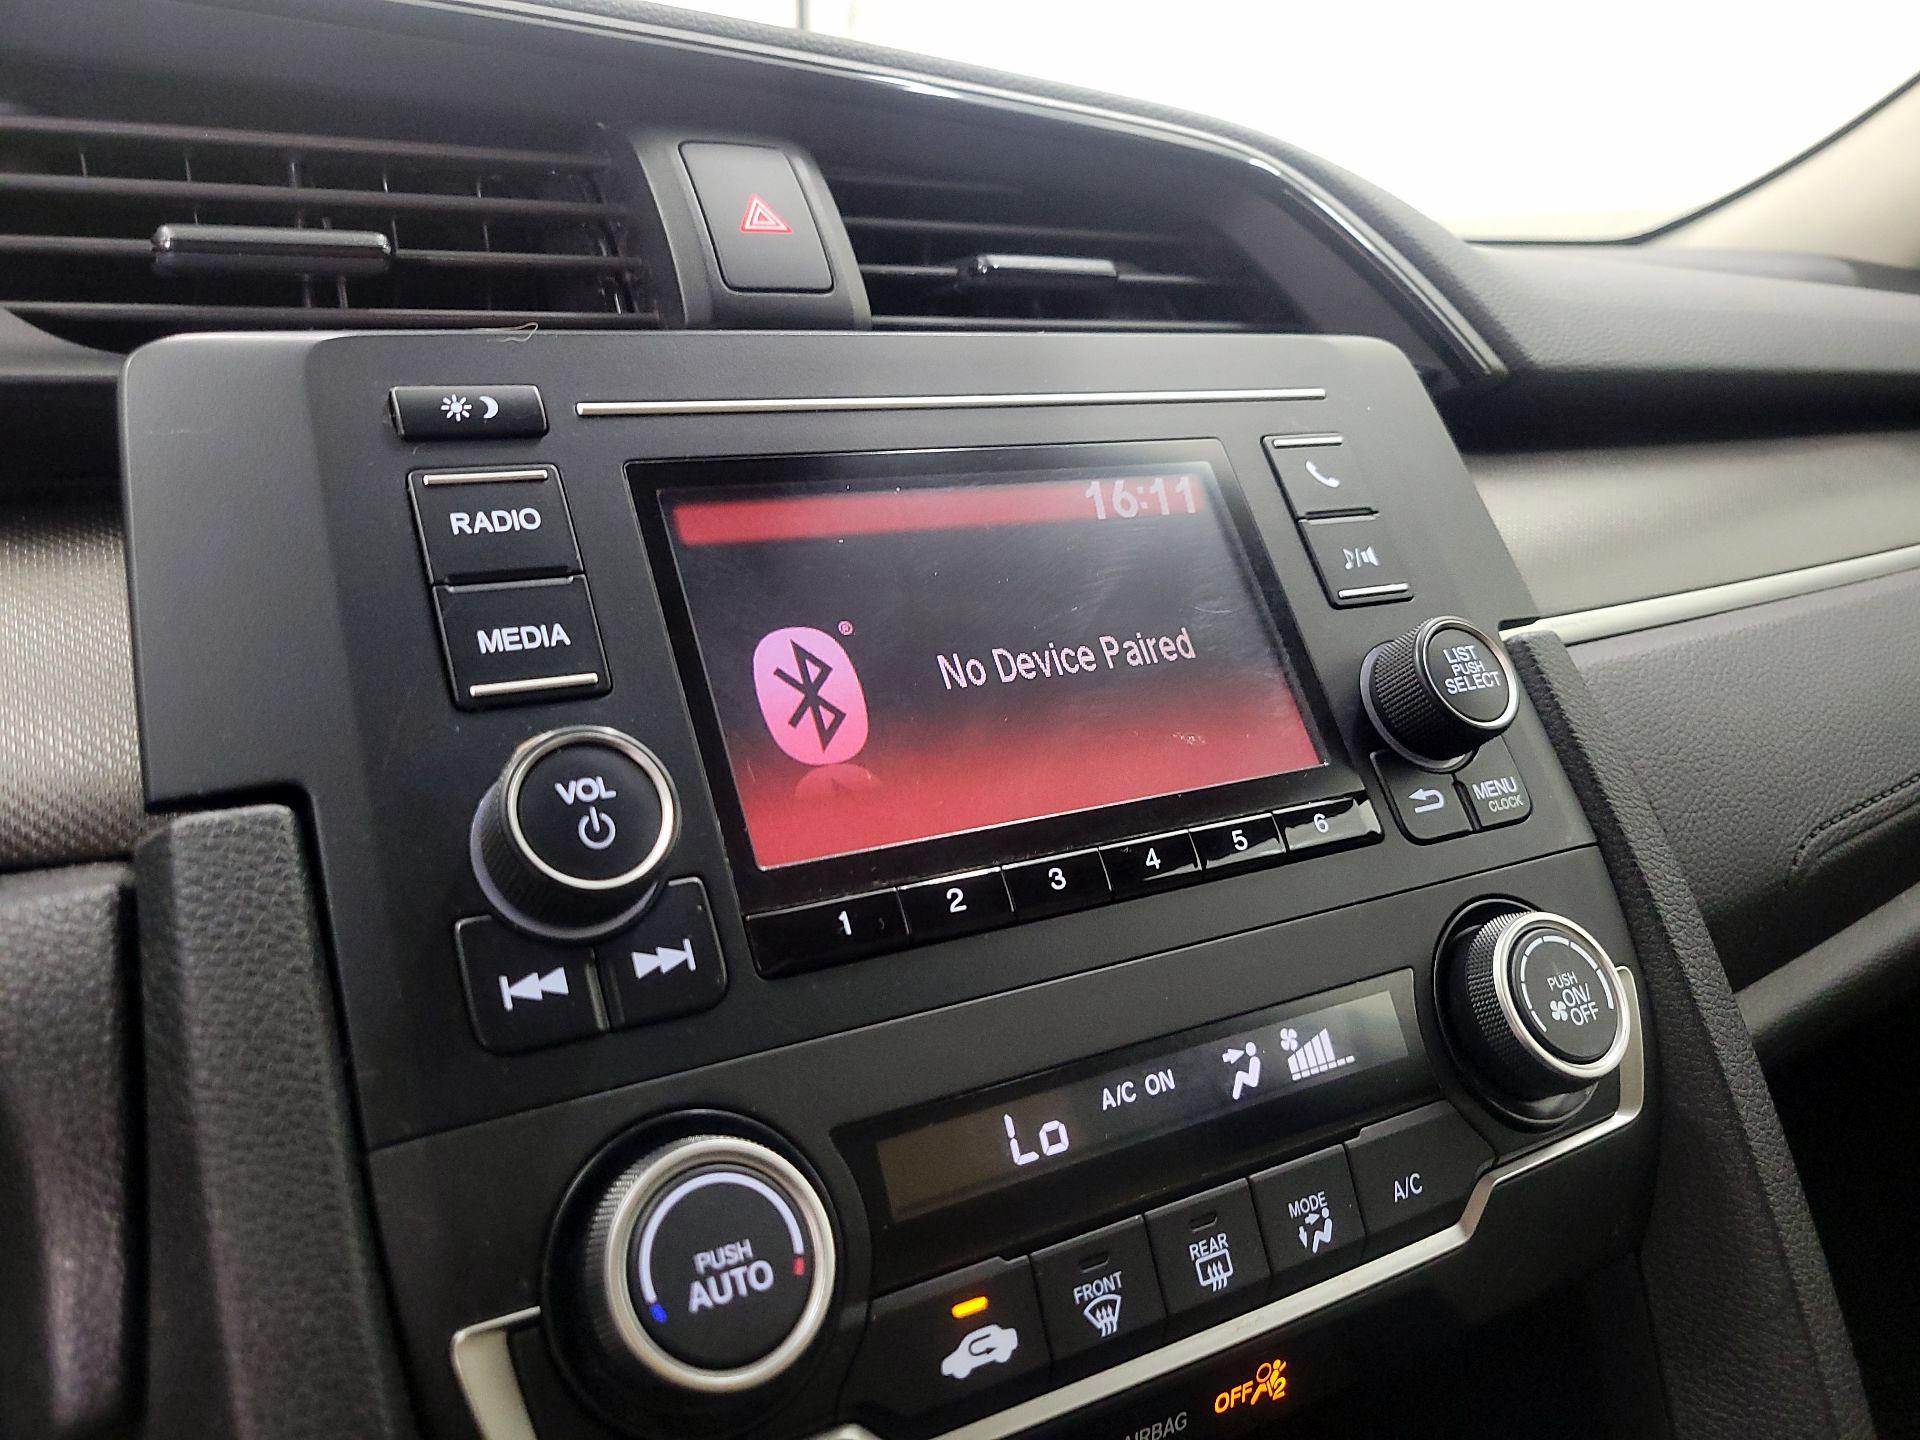 RADIO
MEDIA
VOL
16:11
®
No Device Paired
LIST
PUSH
SELECT
MENU
CLOCK
1 2 3 4 5 6
PUSH
ON/
OFF
Lo A/C ON
PUSH
AUTO
FRONT
REAR
MODE
A/C
OFF 2